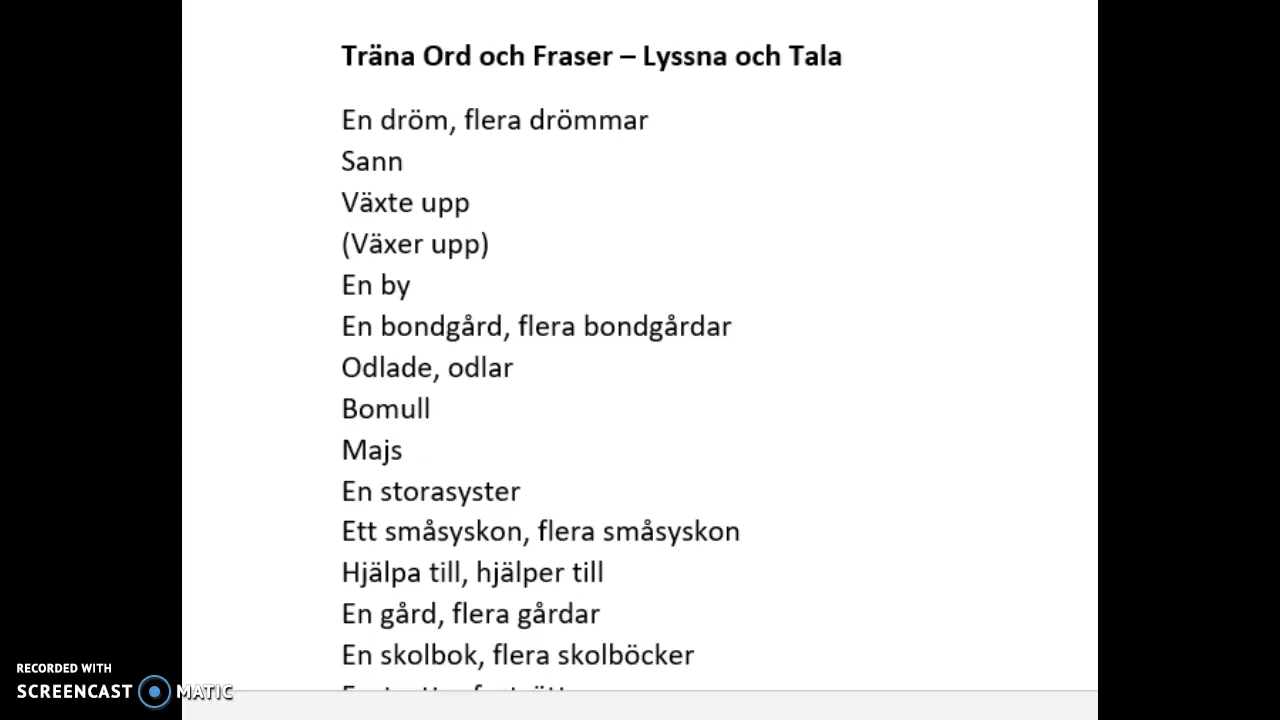 Träna Ord och Fraser – Lyssna och Tala
En dröm, flera drömmar
Sann
Växte upp
(Växer upp)
En by
En bondgård, flera bondgårdar
Odlade, odlar
Bomull
Majs
En storasyster
Ett småsyskon, flera småsyskon
Hjälpa till, hjälper till
En gård, flera gårdar
En skolbok, flera skolböcker
RECORDED WITH
SCREENCAST MATIC